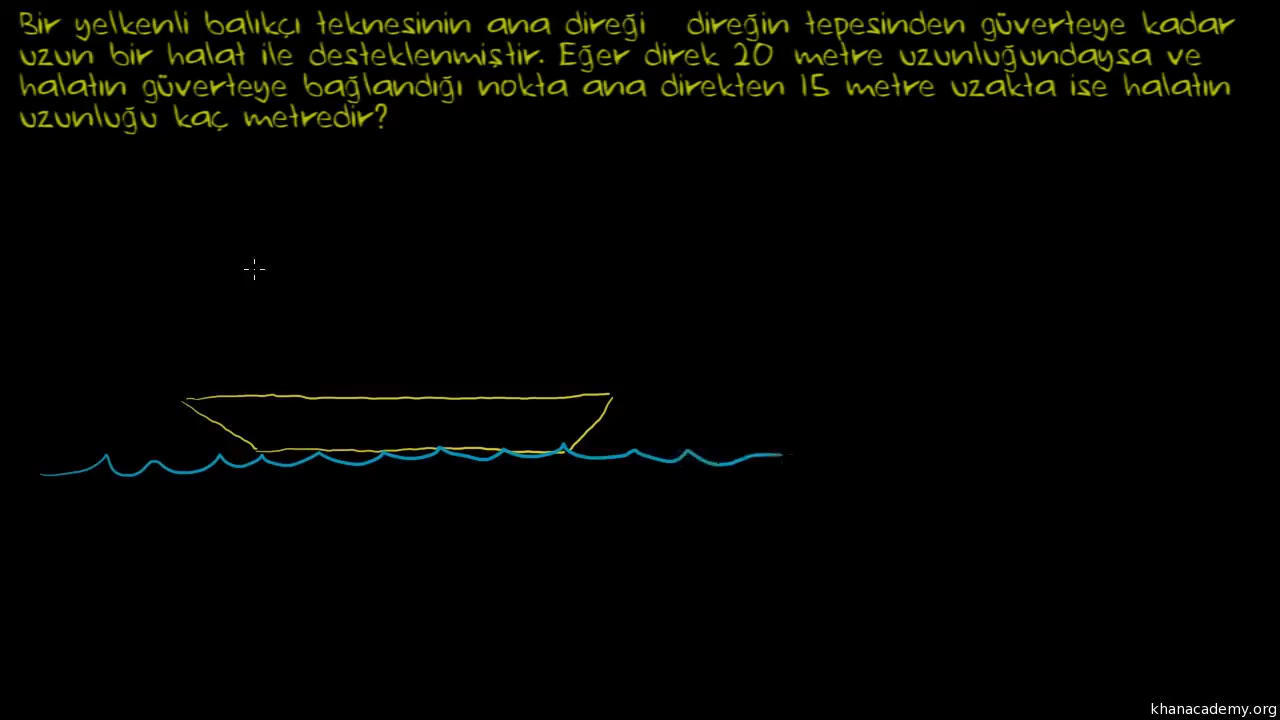 Bir yelkenli balıkçı teknesinin ana direği direğin tepesinden güverteye kadar
uzun bir halat ile desteklenmiştir. Eğer direk 20 metre uzunluğundaysa ve
halatın güverteye bağlandığı nokta ana direkten 15 metre uzakta ise halatın
uzunluğu kaç metredir?
khanacademy.org